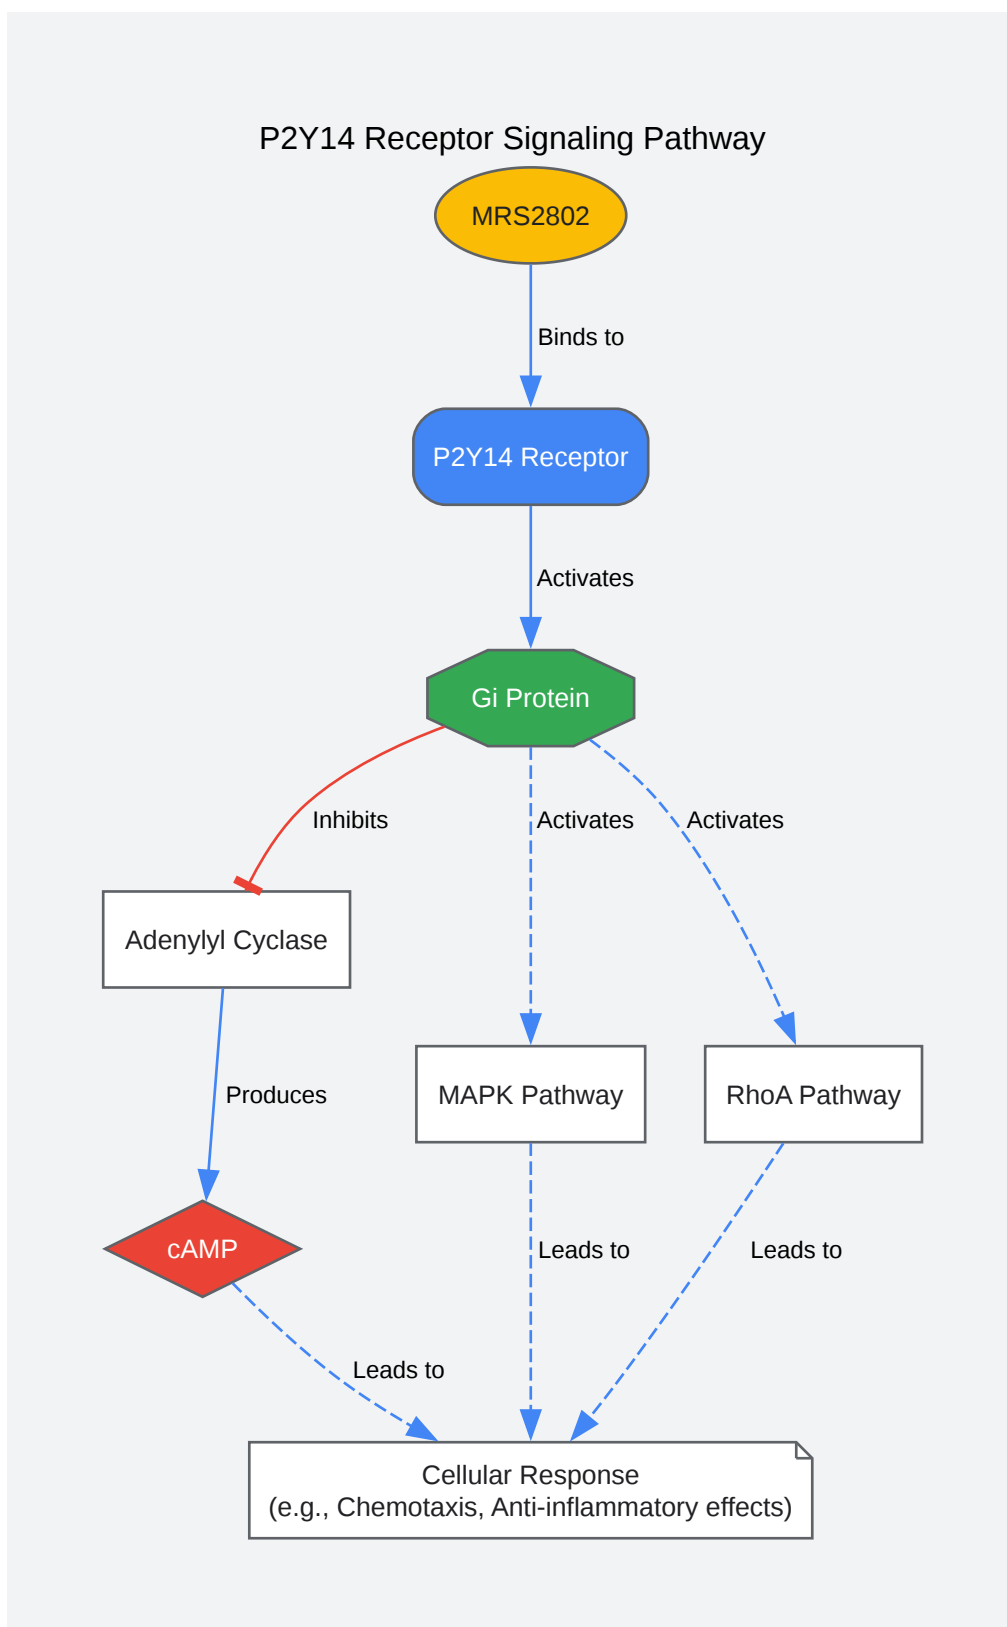 P2Y14 Receptor Signaling Pathway
MRS2802
Binds to
P2Y14 Receptor
Activates
Gi Protein
Inhibits
Activates
Activates
Adenylyl Cyclase
Produces
MAPK Pathway
RhoA Pathway
cAMP
Leads to
Leads to
Leads to
Cellular Response
(e.g., Chemotaxis, Anti-inflammatory effects)